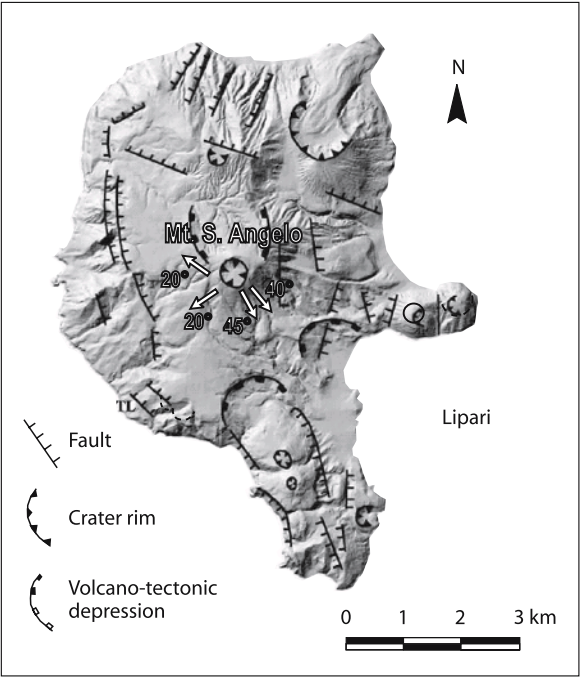 N
Mt. S. Angelo
20°
40°
20°
45°
TL
Lipari
Fault
Crater rim
Volcano-tectonic
depression
0 1 2 3 km